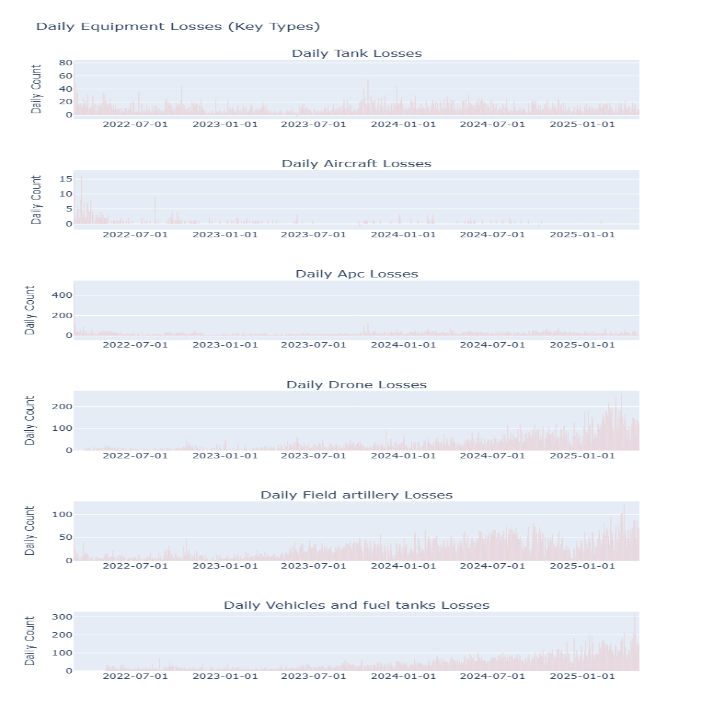 Daily Equipment Losses (Key Types)
Daily Tank Losses
Daily Count
80
60
40
20
0
2022-07-01 2023-01-01 2023-07-01 2024-01-01 2024-07-01 2025-01-01
Daily Aircraft Losses
Daily Count
15
10
5
0
2022-07-01 2023-01-01 2023-07-01 2024-01-01 2024-07-01 2025-01-01
Daily Apc Losses
Daily Count
400
200
0
2022-07-01 2023-01-01 2023-07-01 2024-01-01 2024-07-01 2025-01-01
Daily Drone Losses
Daily Count
200
100
0
2022-07-01 2023-01-01 2023-07-01 2024-01-01 2024-07-01 2025-01-01
Daily Field artillery Losses
Daily Count
100
50
0
2022-07-01 2023-01-01 2023-07-01 2024-01-01 2024-07-01 2025-01-01
Daily Vehicles and fuel tanks Losses
Daily Count
300
200
100
0
2022-07-01 2023-01-01 2023-07-01 2024-01-01 2024-07-01 2025-01-01